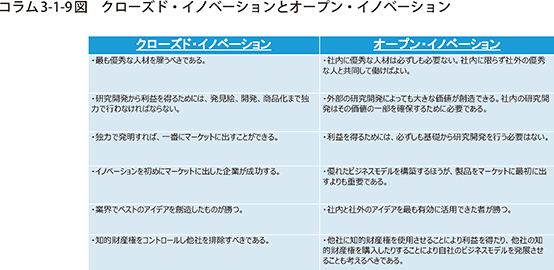 コラム3-1-9図　クローズド・イノベーションとオープン・イノベーション
クローズド・イノベーション
オープン・イノベーション
・最も優秀な人材を雇うべきである。
・社内に優秀な人材は必ずしも必要ない。社内に限らず社外の優秀
な人と共同して働けばよい。
・研究開発から利益を得るためには、発見、開発、商品化まで独
力で行わなければならない。
・外部の研究開発によっても大きな価値が創造できる。社内の研究開
発はその価値の一部を確保するために必要である。
・独力で発明すれば、一番にマーケットに出すことができる。
・利益を得るためには、必ずしも基礎から研究開発を行う必要はない。
・イノベーションを初めにマーケットに出した企業が成功する。
・優れたビジネスモデルを構築するほうが、製品をマーケットに最初に出
すよりも重要である。
・業界でベストのアイデアを創造したものが勝つ。
・社内と社外のアイデアを最も有効に活用できた者が勝つ。
・知的財産権をコントロールし他社を排除すべきである。
・他社に知的財産権を使用させることにより利益を得たり、他社の知
的財産権を購入したりすることにより自社のビジネスモデルを発展させ
ることも考えるべきである。